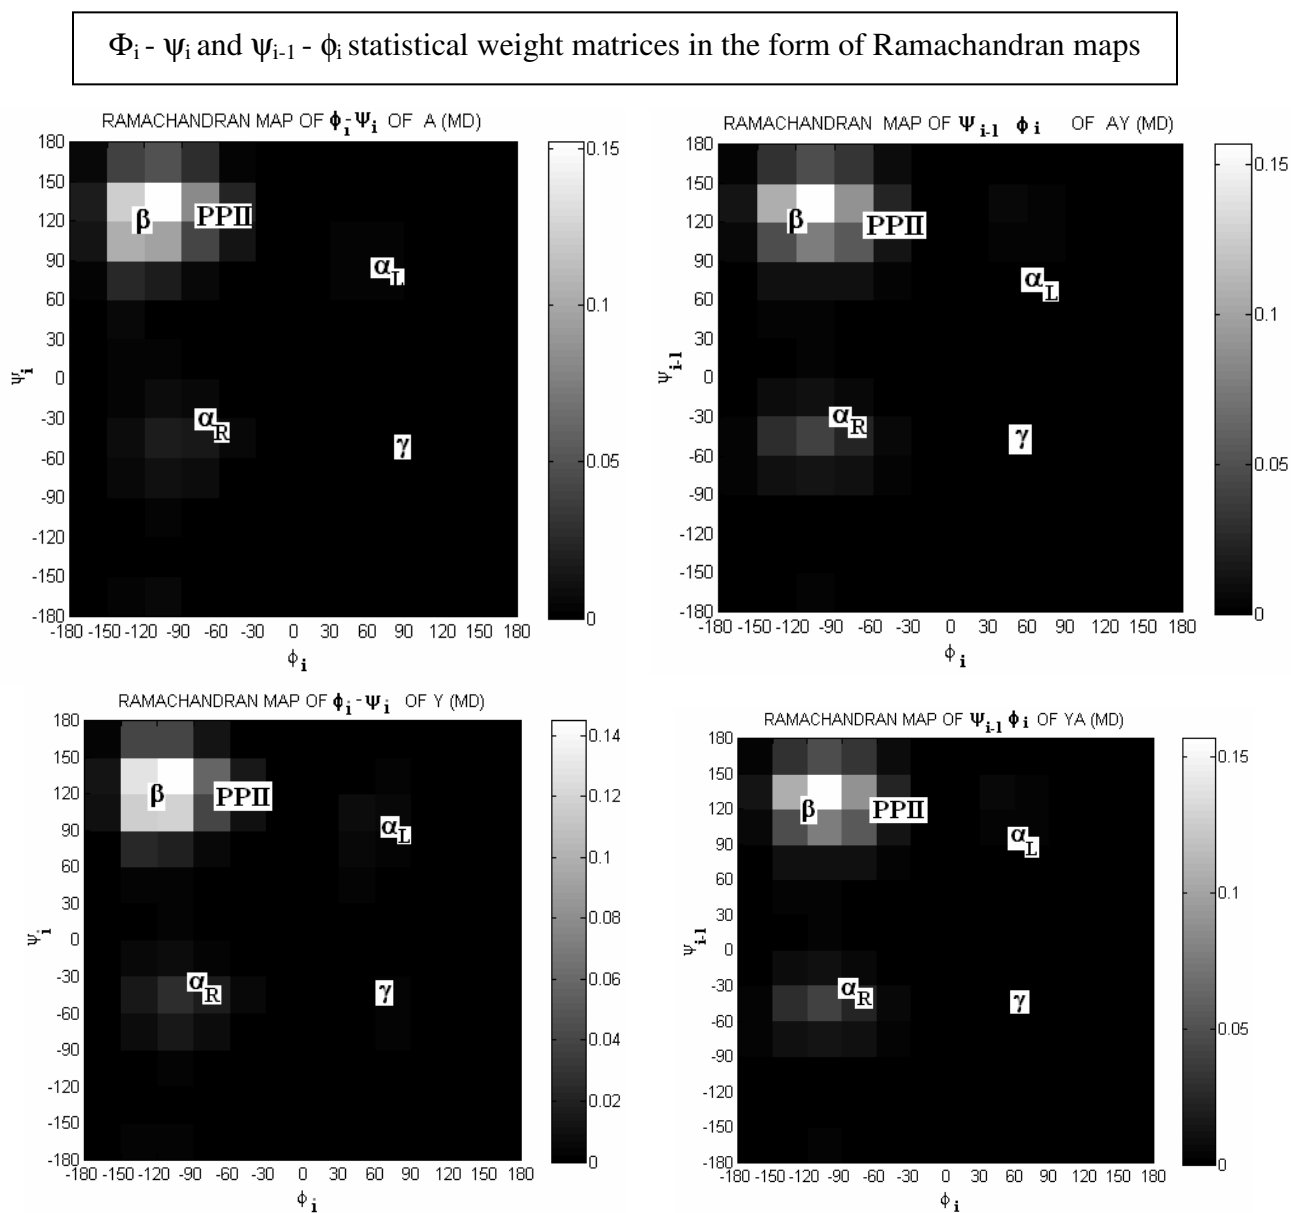 Φi - ψi and ψi-1 - ϕi statistical weight matrices in the form of Ramachandran maps
RAMACHANDRAN MAP OF ϕi-ψi OF A (MD)
180
150
120
90
60
30
0
-30
-60
-90
-120
-150
-180
ψi
β
PPII
αL
αR
γ
-180 -150 -120 -90 -60 -30 0 30 60 90 120 150 180
ϕi
0.15
0.1
0.05
0
RAMACHANDRAN MAP OF ψi-1 ϕi OF AY (MD)
180
150
120
90
60
30
0
-30
-60
-90
-120
-150
-180
ψi-1
β
PPII
αL
αR
γ
-180 -150 -120 -90 -60 -30 0 30 60 90 120 150 180
ϕi
0.15
0.1
0.05
0
RAMACHANDRAN MAP OF ϕi-ψi OF Y (MD)
180
150
120
90
60
30
0
-30
-60
-90
-120
-150
-180
ψi
β
PPII
αL
αR
γ
-180 -150 -120 -90 -60 -30 0 30 60 90 120 150 180
ϕi
0.14
0.12
0.1
0.08
0.06
0.04
0.02
0
RAMACHANDRAN MAP OF ψi-1 ϕi OF YA (MD)
180
150
120
90
60
30
0
-30
-60
-90
-120
-150
-180
ψi-1
β
PPII
αL
αR
γ
-180 -150 -120 -90 -60 -30 0 30 60 90 120 150 180
ϕi
0.15
0.1
0.05
0